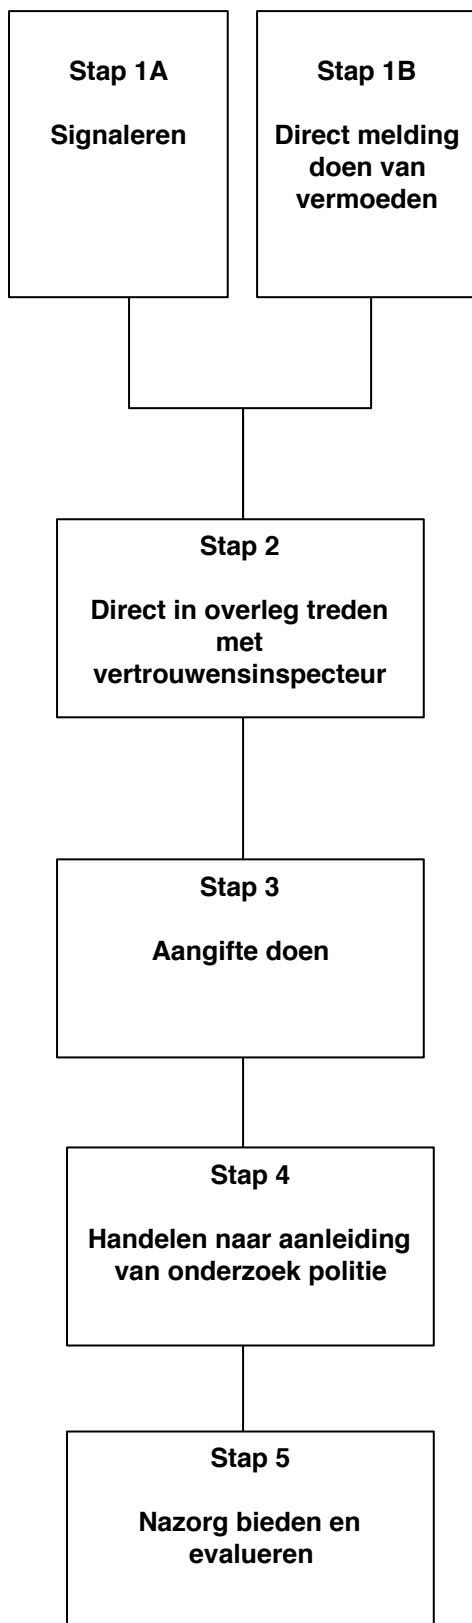 Stap 1A
Signaleren
Stap 1B
Direct melding
doen van
vermoeden
Stap 2
Direct in overleg treden
met
vertrouwensinspecteur
Stap 3
Aangifte doen
Stap 4
Handelen naar aanleiding
van onderzoek politie
Stap 5
Nazorg bieden en
evalueren